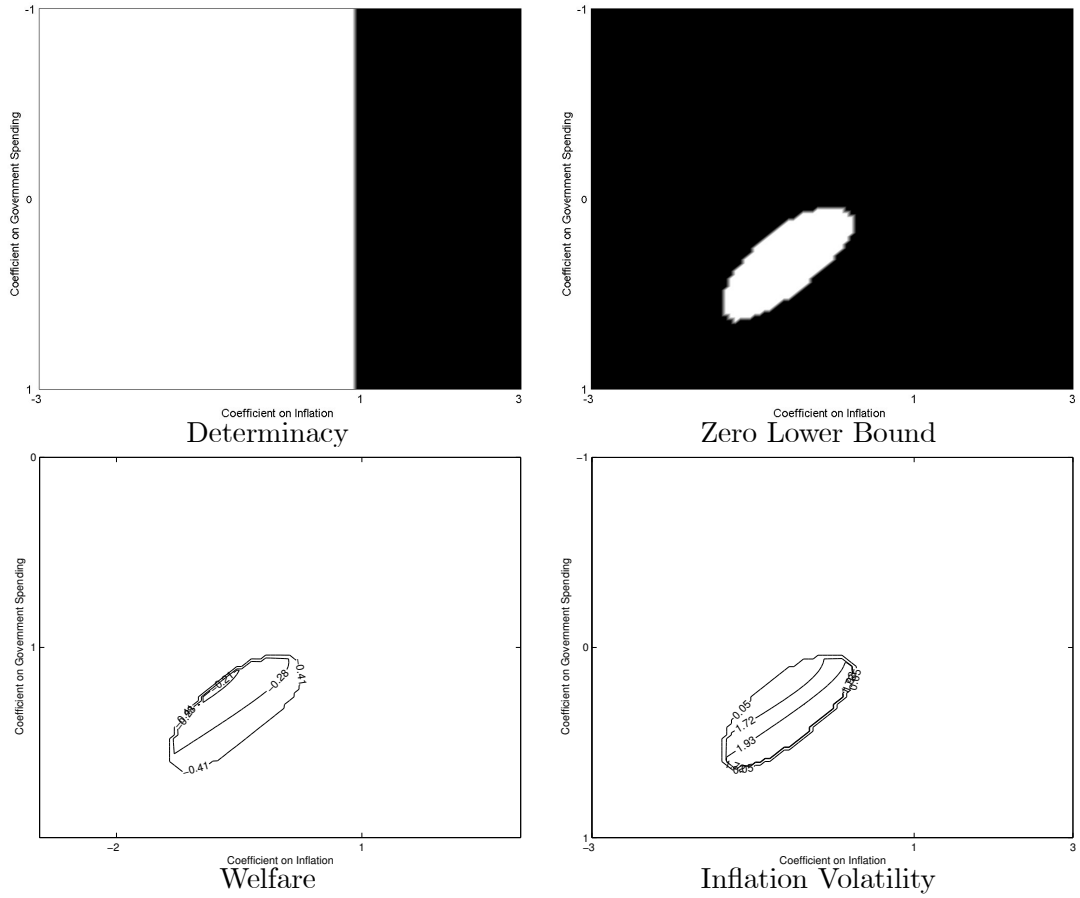 -1
Coefficient on Government Spending
0
1
-3
1
3
Coefficient on Inflation
Determinacy
-1
Coefficient on Government Spending
0
1
-3
1
3
Coefficient on Inflation
Zero Lower Bound
0
Coefficient on Government Spending
1
−2
1
Coefficient on Inflation
−0.21
−0.28
−0.41
−0.41
Welfare
−1
Coefficient on Government Spending
0
1
−3
1
3
Coefficient on Inflation
−0.05
1.72
1.93
Inflation Volatility